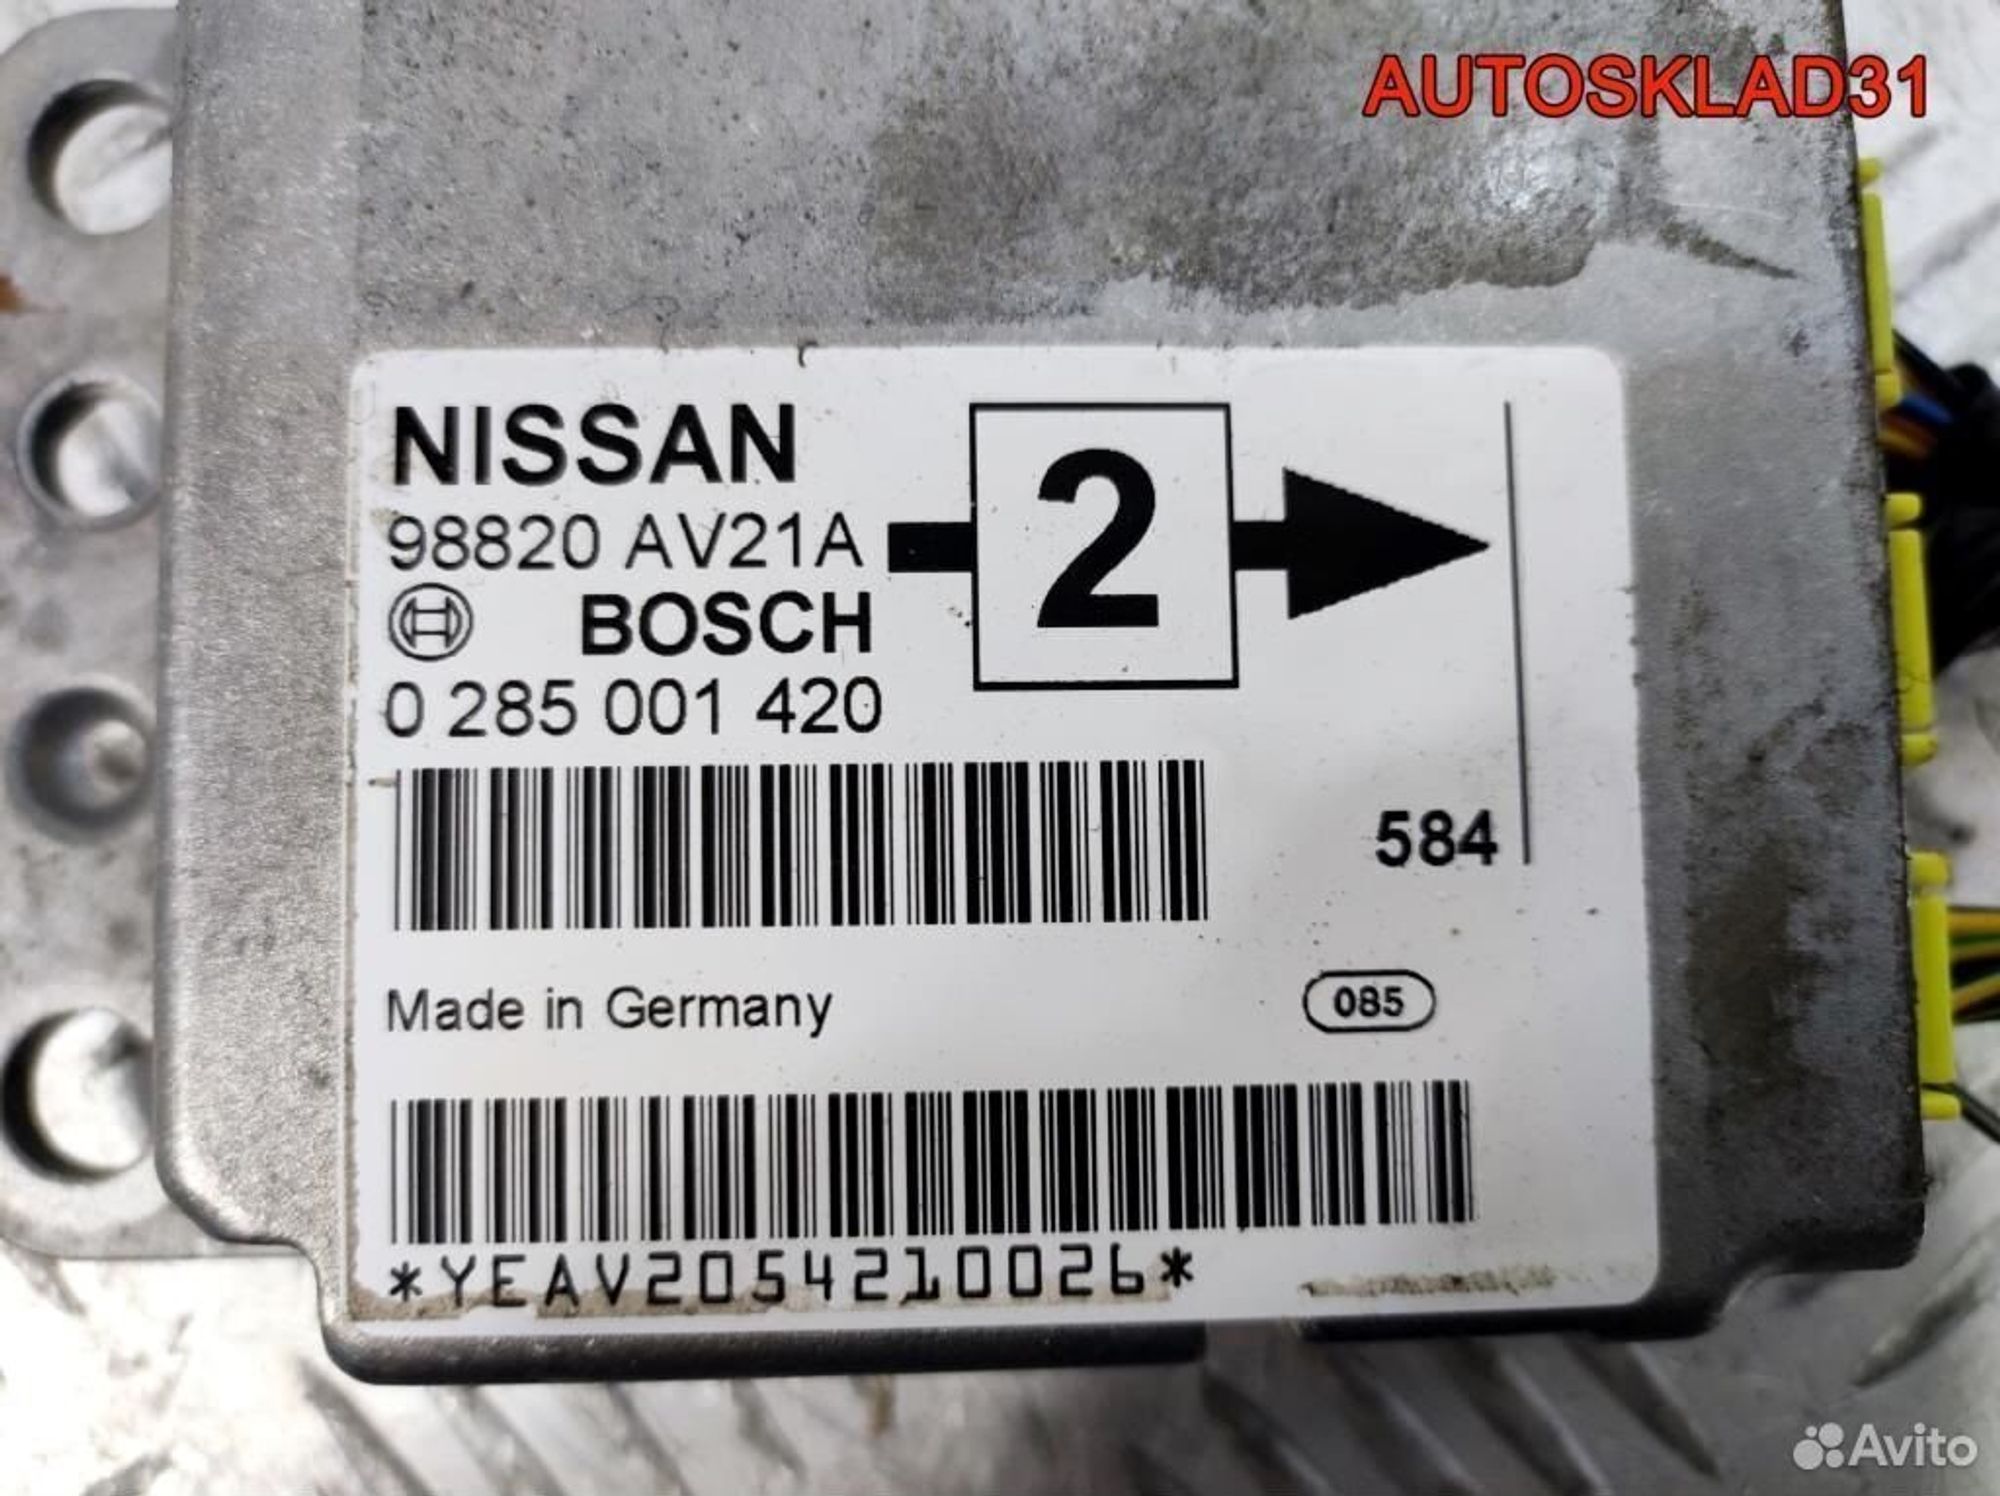 AUTOSKLAD31
NISSAN
98820 AV21A
2
BOSCH
0 285 001 420
584
Made in Germany
085
*YEAV2054210026*
Avito